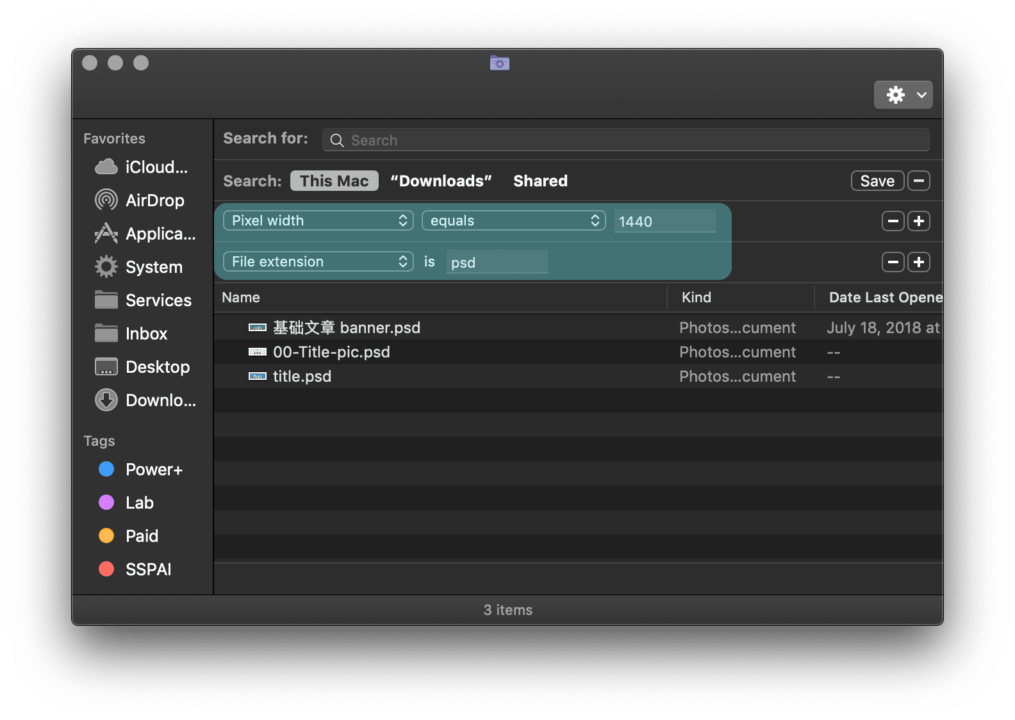 Favorites
iCloud...
AirDrop
Applica...
System
Services
Inbox
Desktop
Downlo...
Tags
Power+
Lab
Paid
SSPAI
Search for: Search
Search: This Mac “Downloads” Shared Save
Pixel width equals 1440
File extension is psd
Name Kind Date Last Opene
基础文章 banner.psd Photos...cument July 18, 2018 at
00-Title-pic.psd Photos...cument --
title.psd Photos...cument --
3 items